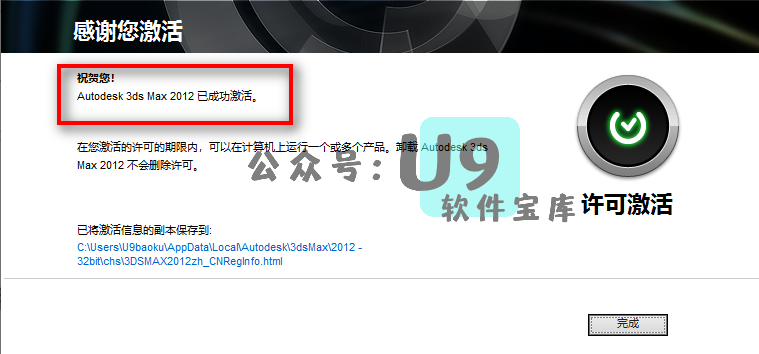 感谢您激活
祝贺您！
Autodesk 3ds Max 2012 已成功激活。
在您激活的许可的期限内，可以在计算机上运行一个或多个产品。卸载 Autodesk 3ds
Max 2012 不会删除许可。
公众号：U9
软件宝库
许可激活
已将激活信息的副本保存到:
C:\Users\U9baoku\AppData\Local\Autodesk\3dsMax\2012 -
32bit\chs\3DSMAX2012zh_CNRegInfo.html
完成